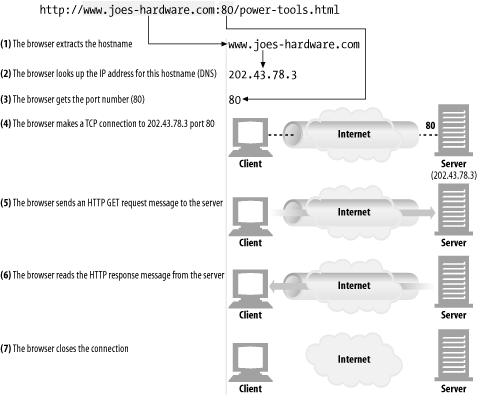 http://www.joes-hardware.com:80/power-tools.html
(1) The browser extracts the hostname
www.joes-hardware.com
(2) The browser looks up the IP address for this hostname (DNS)
202.43.78.3
(3) The browser gets the port number (80)
80
(4) The browser makes a TCP connection to 202.43.78.3 port 80
Internet
80
Client
Server
(202.43.78.3)
(5) The browser sends an HTTP GET request message to the server
Internet
Client
Server
(6) The browser reads the HTTP response message from the server
Internet
Client
Server
(7) The browser closes the connection
Internet
Client
Server